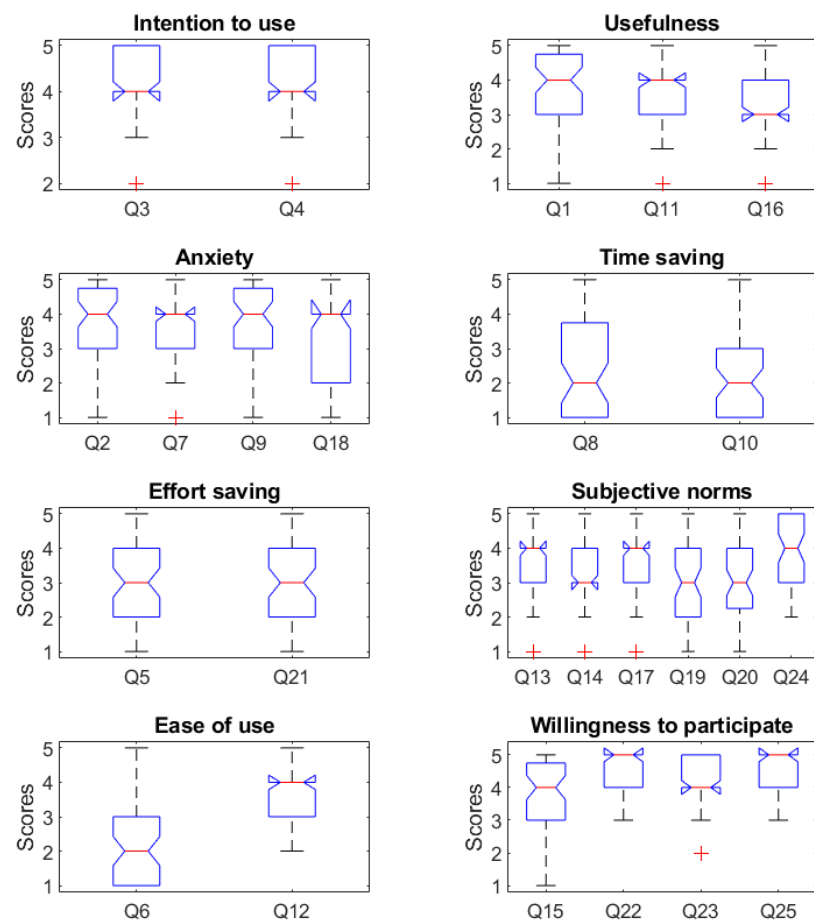 Intention to use
Scores
5
4
3
2
Q3 Q4
Usefulness
Scores
5
4
3
2
1
Q1 Q11 Q16
Anxiety
Scores
5
4
3
2
1
Q2 Q7 Q9 Q18
Time saving
Scores
5
4
3
2
1
Q8 Q10
Effort saving
Scores
5
4
3
2
1
Q5 Q21
Subjective norms
Scores
5
4
3
2
1
Q13 Q14 Q17 Q19 Q20 Q24
Ease of use
Scores
5
4
3
2
1
Q6 Q12
Willingness to participate
Scores
5
4
3
2
1
Q15 Q22 Q23 Q25